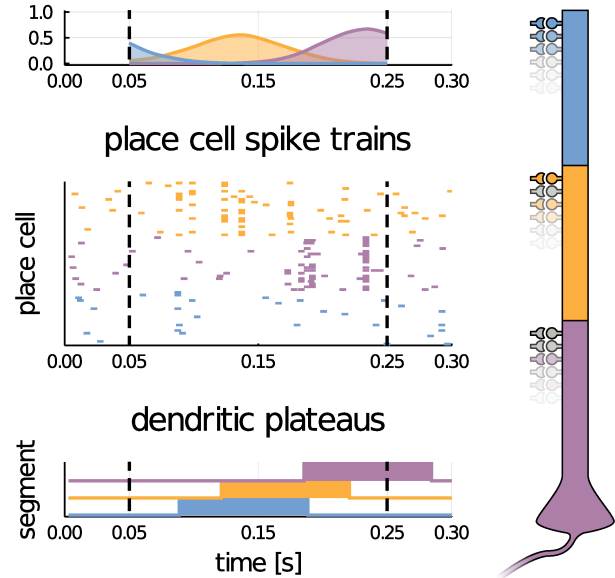 1.0
0.5
0.0
0.00 0.05 0.15 0.25 0.30
place cell spike trains
place cell
0.00 0.05 0.15 0.25 0.30
dendritic plateaus
segment
0.00 0.05 0.15 0.25 0.30
time [s]